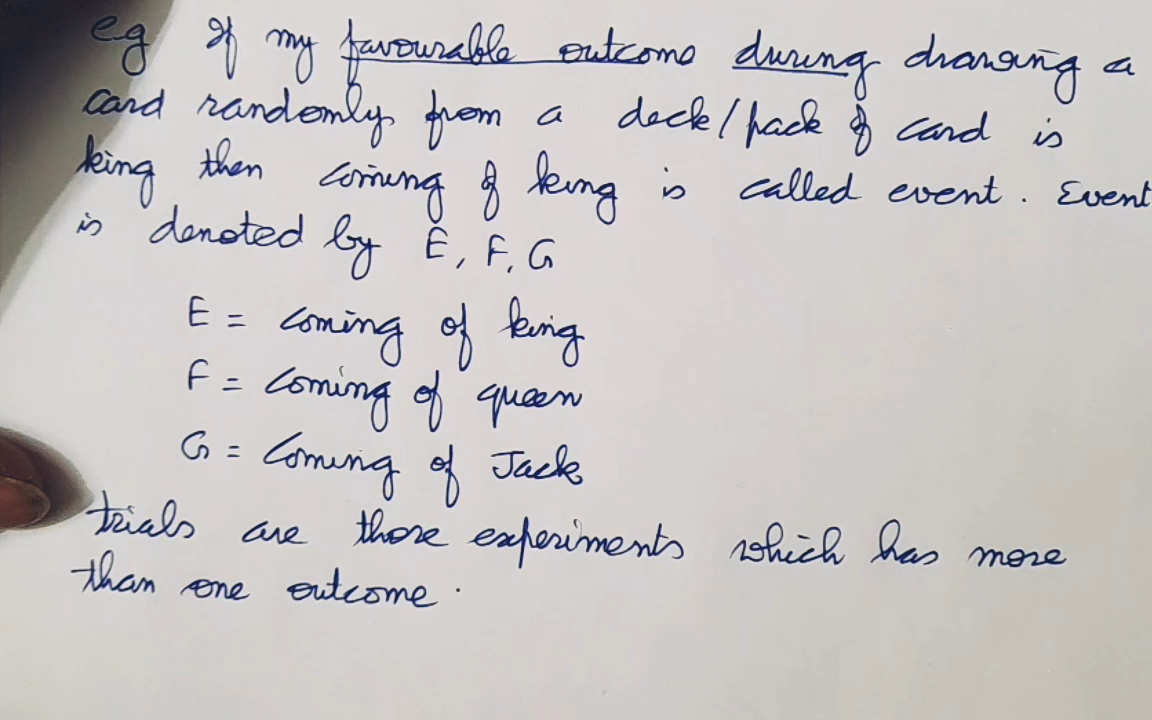 eg If my favourable outcome during drawing a
card randomly from a deck/pack of card is
king then coming of king is called event. Event
is denoted by E, F, G
E = coming of king
F = coming of queen
G = coming of Jack
trials are those experiments which has more
than one outcome.